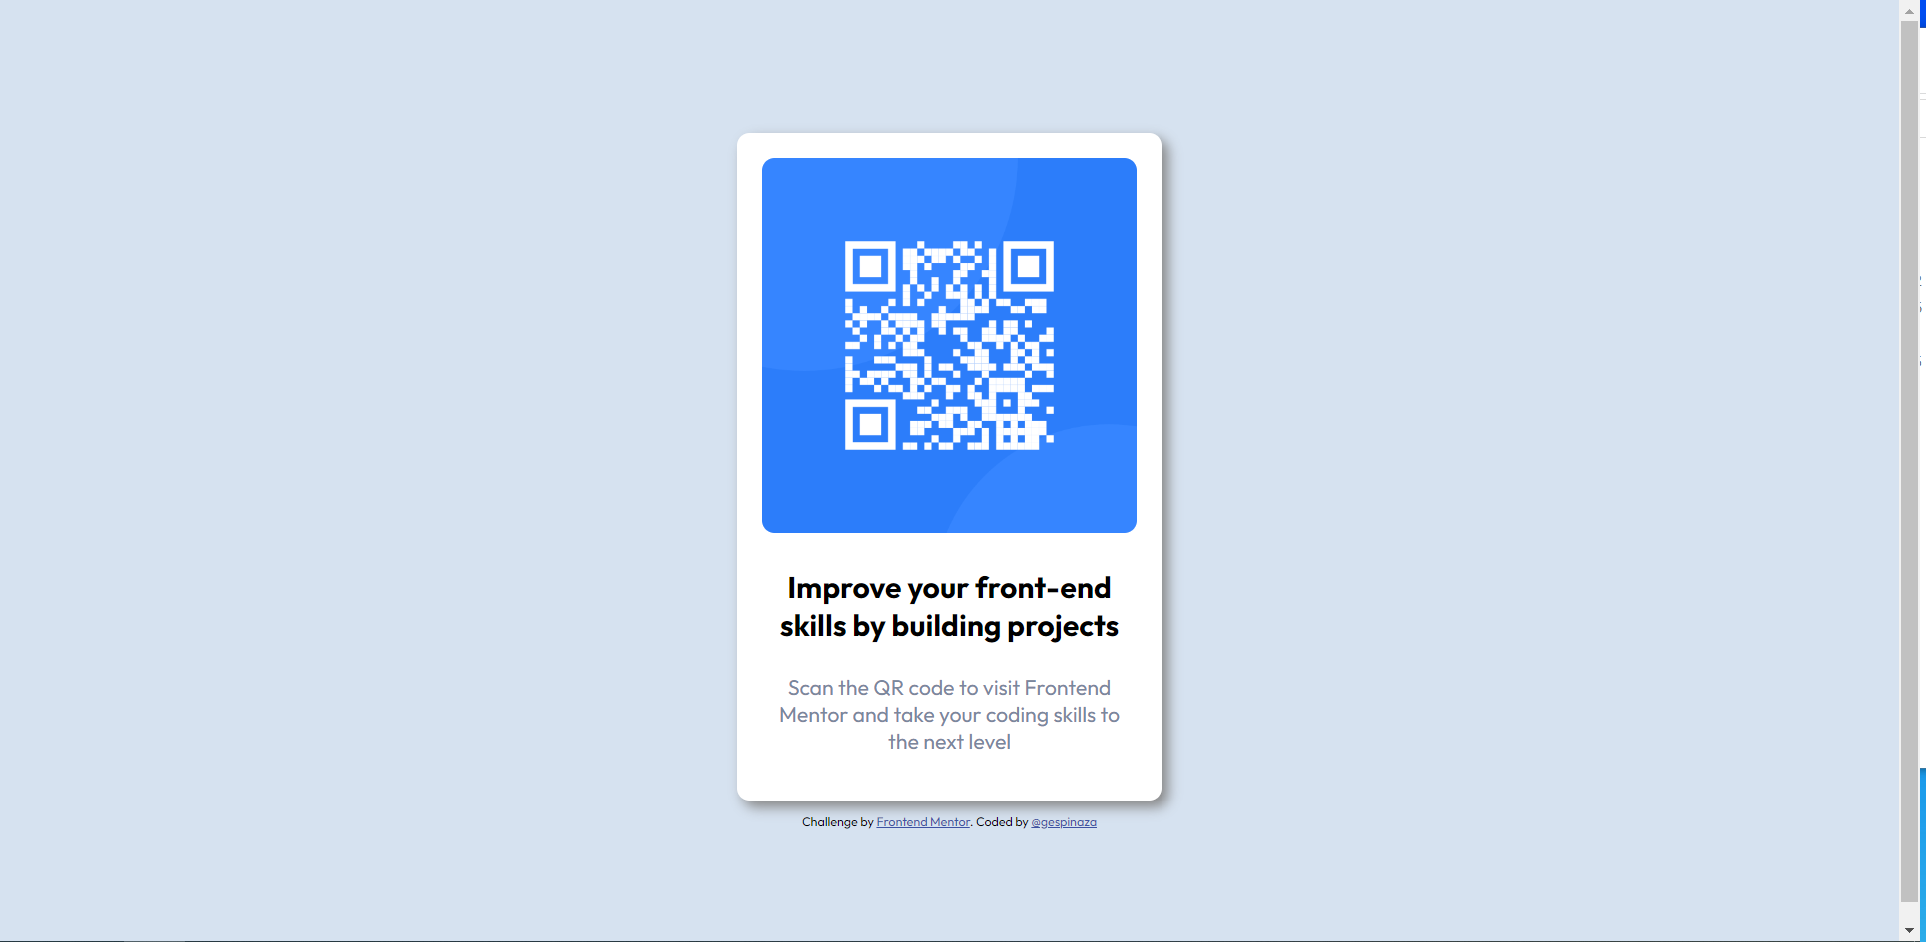 Improve your front-end
skills by building projects
Scan the QR code to visit Frontend
Mentor and take your coding skills to
the next level
Challenge by Frontend Mentor. Coded by @gespinaza